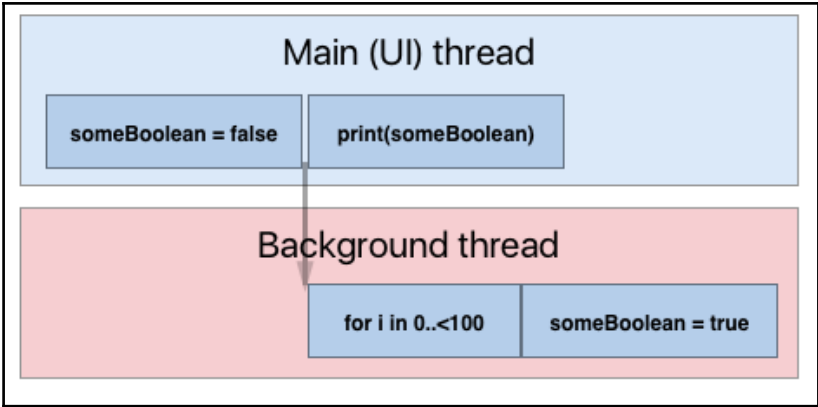 Main (UI) thread
someBoolean = false
print(someBoolean)
Background thread
for i in 0..<100
someBoolean = true